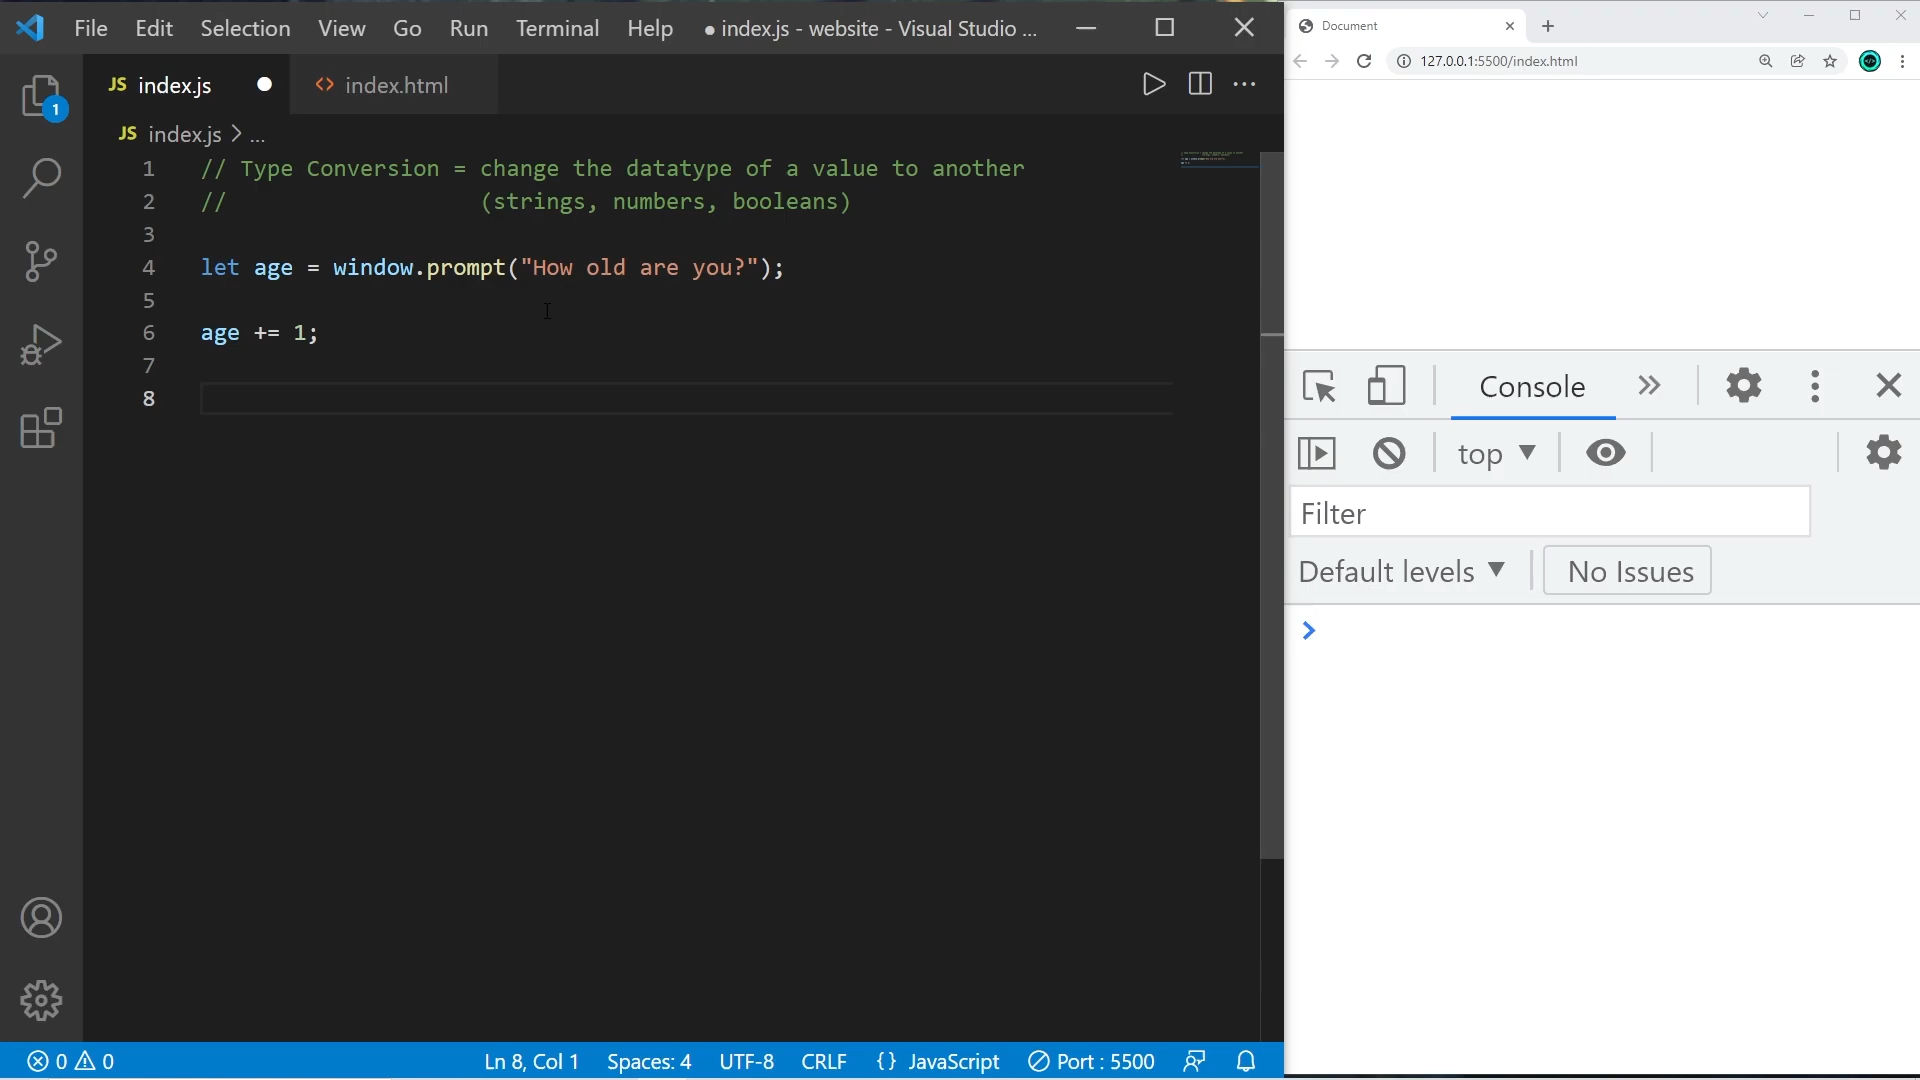 File Edit Selection View Go Run Terminal Help ● index.js - website - Visual Studio ...
JS index.js ● <> index.html
JS index.js > ...
1 // Type Conversion = change the datatype of a value to another
2 //                   (strings, numbers, booleans)
3
4 let age = window.prompt("How old are you?");
5
6 age += 1;
7
8
1
0 0 Ln 8, Col 1 Spaces: 4 UTF-8 CRLF {} JavaScript Port : 5500
Document
127.0.0.1:5500/index.html
Console
top
Filter
Default levels No Issues